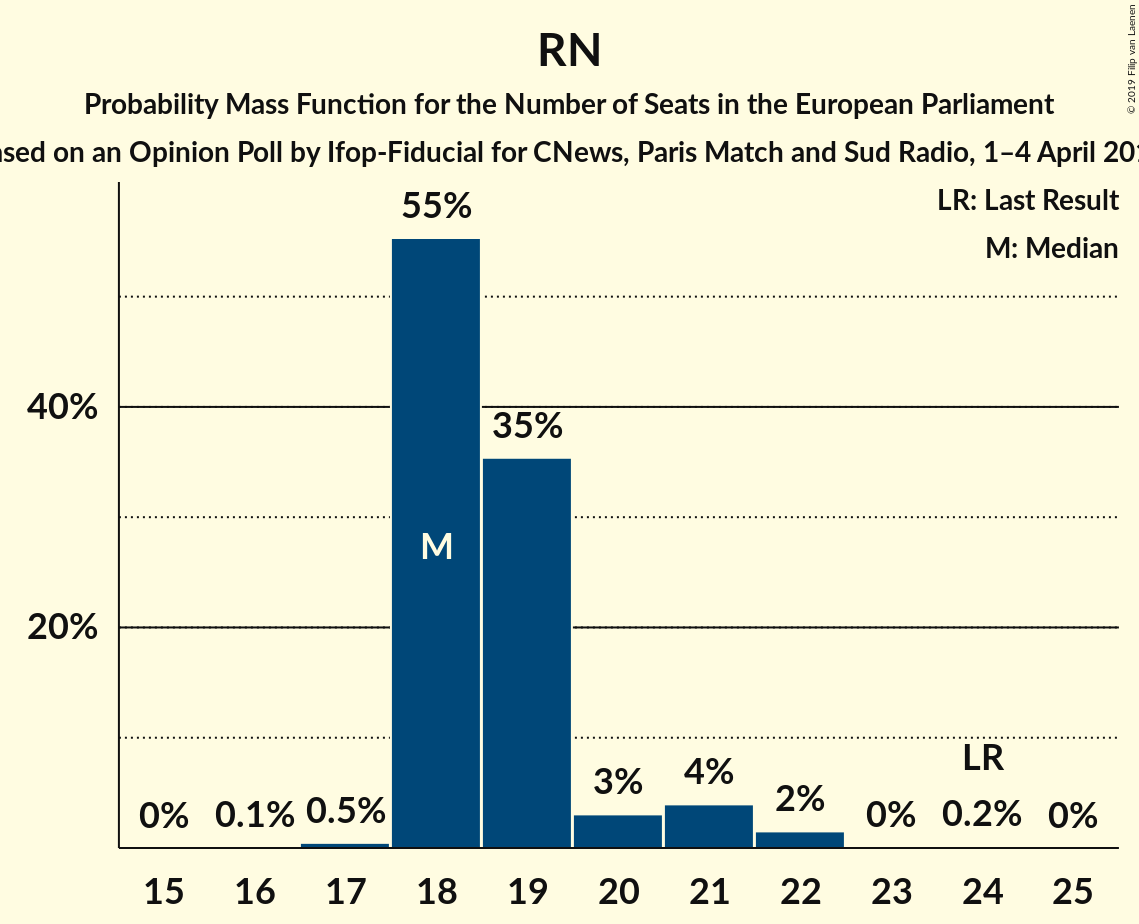 RN
Probability Mass Function for the Number of Seats in the European Parliament
on an Opinion Poll by Ifop-Fiducial for CNews, Paris Match and Sud Radio, 1–4 April
© 2019 Filip van Laenen
LR: Last Result
M: Median
55%
40%
35%
M
20%
LR
0% 0.1% 0.5% 3% 4% 2% 0% 0.2% 0%
15 16 17 18 19 20 21 22 23 24 25